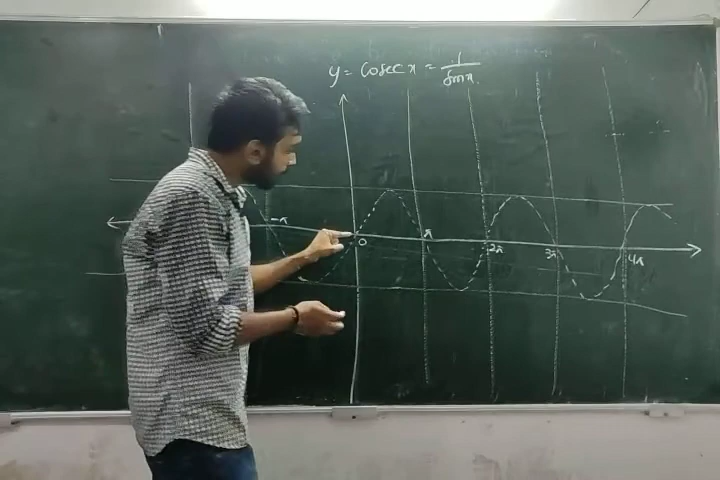 y = cosec x = 1/sin x
-π 0 π 2π 3π 4π